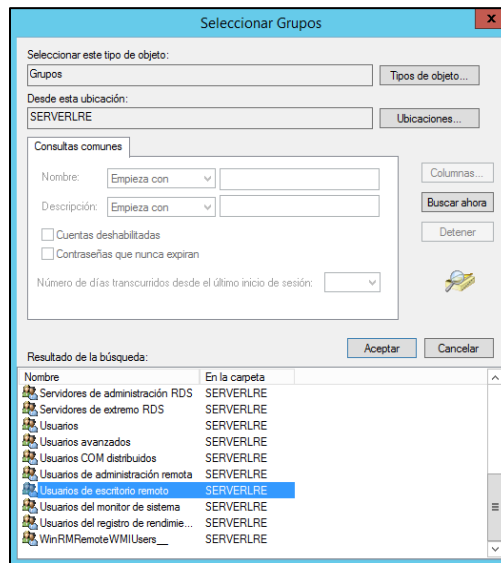 Seleccionar Grupos
x
Seleccionar este tipo de objeto:
Grupos
Tipos de objeto...
Desde esta ubicación:
SERVERLRE
Ubicaciones...
Consultas comunes
Nombre: Empieza con
Columnas...
Descripción: Empieza con
Buscar ahora
Cuentas deshabilitadas
Detener
Contraseñas que nunca expiran
Número de días transcurridos desde el último inicio de sesión:
Aceptar Cancelar
Resultado de la búsqueda:
Nombre En la carpeta
Servidores de administración RDS SERVERLRE
Servidores de extremo RDS SERVERLRE
Usuarios SERVERLRE
Usuarios avanzados SERVERLRE
Usuarios COM distribuidos SERVERLRE
Usuarios de administración remota SERVERLRE
Usuarios de escritorio remoto SERVERLRE
Usuarios del monitor de sistema SERVERLRE
Usuarios del registro de rendimie... SERVERLRE
WinRMRemoteWMIUsers__ SERVERLRE